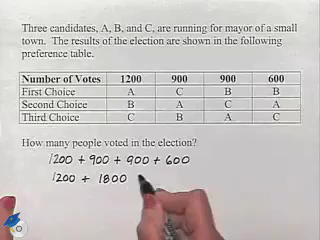 Three candidates, A, B, and C, are running for mayor of a small
town. The results of the election are shown in the following
preference table.
Number of Votes 1200 900 900 600
First Choice A C B B
Second Choice B A C A
Third Choice C B A C
How many people voted in the election?
1200 + 900 + 900 + 600
1200 + 1800